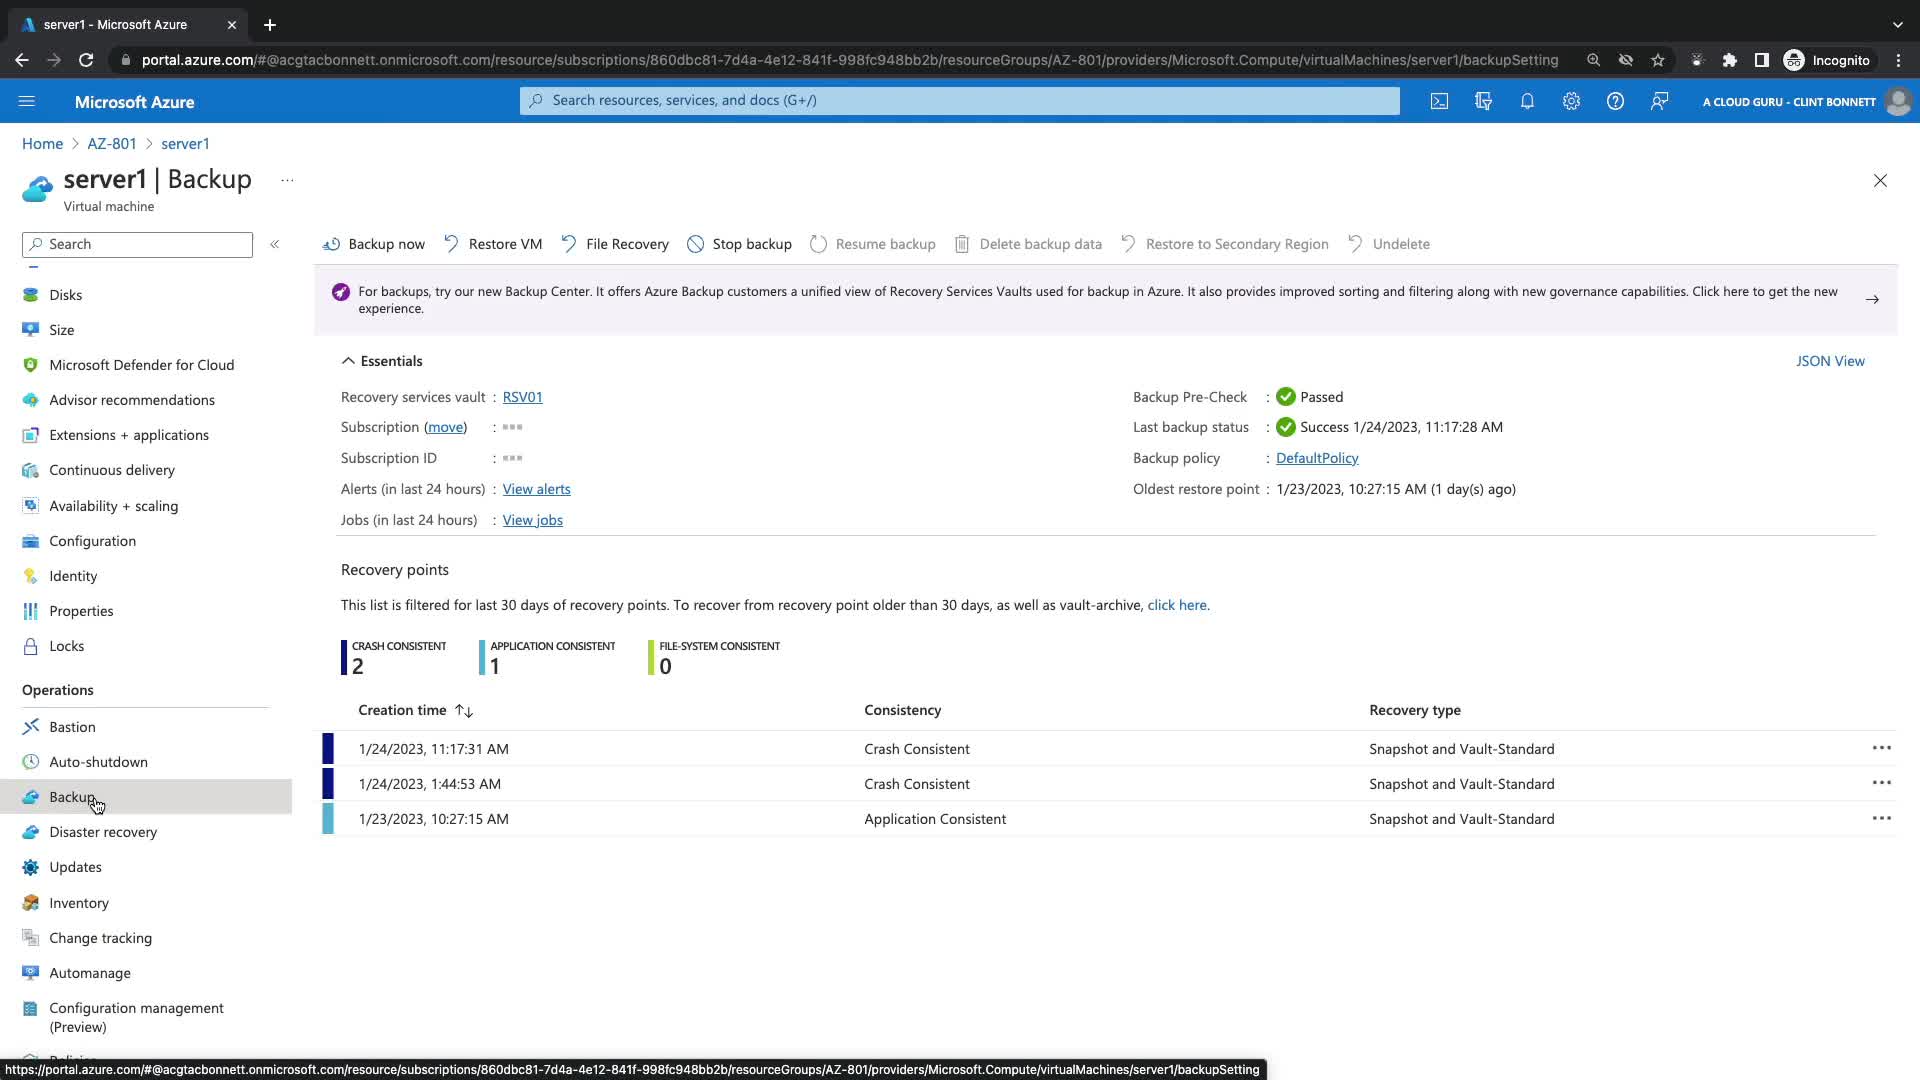 server1 - Microsoft Azure
portal.azure.com/#@acgtacbonnett.onmicrosoft.com/resource/subscriptions/860dbc81-7d4a-4e12-841f-998fc948bb2b/resourceGroups/AZ-801/providers/Microsoft.Compute/virtualMachines/server1/backupSetting
Incognito
Microsoft Azure
Search resources, services, and docs (G+/)
A CLOUD GURU - CLINT BONNETT
Home > AZ-801 > server1
server1 | Backup ...
Virtual machine
Search
Disks
Size
Microsoft Defender for Cloud
Advisor recommendations
Extensions + applications
Continuous delivery
Availability + scaling
Configuration
Identity
Properties
Locks
Operations
Bastion
Auto-shutdown
Backup
Disaster recovery
Updates
Inventory
Change tracking
Automanage
Configuration management
(Preview)
Policies
Backup now Restore VM File Recovery Stop backup Resume backup Delete backup data Restore to Secondary Region Undelete
For backups, try our new Backup Center. It offers Azure Backup customers a unified view of Recovery Services Vaults used for backup in Azure. It also provides improved sorting and filtering along with new governance capabilities. Click here to get the new
experience.
Essentials
JSON View
Recovery services vault : RSV01
Subscription (move) :
Subscription ID :
Alerts (in last 24 hours) : View alerts
Jobs (in last 24 hours) : View jobs
Backup Pre-Check : Passed
Last backup status : Success 1/24/2023, 11:17:28 AM
Backup policy : DefaultPolicy
Oldest restore point : 1/23/2023, 10:27:15 AM (1 day(s) ago)
Recovery points
This list is filtered for last 30 days of recovery points. To recover from recovery point older than 30 days, as well as vault-archive, click here.
CRASH CONSISTENT
2
APPLICATION CONSISTENT
1
FILE-SYSTEM CONSISTENT
0
Creation time Consistency Recovery type
1/24/2023, 11:17:31 AM Crash Consistent Snapshot and Vault-Standard
1/24/2023, 1:44:53 AM Crash Consistent Snapshot and Vault-Standard
1/23/2023, 10:27:15 AM Application Consistent Snapshot and Vault-Standard
https://portal.azure.com/#@acgtacbonnett.onmicrosoft.com/resource/subscriptions/860dbc81-7d4a-4e12-841f-998fc948bb2b/resourceGroups/AZ-801/providers/Microsoft.Compute/virtualMachines/server1/backupSetting